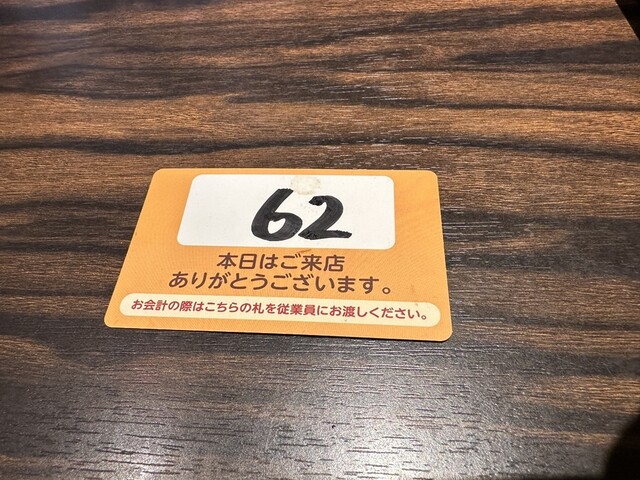 62
本日はご来店
ありがとうございます。
お会計の際はこちらの札を従業員にお渡しください。